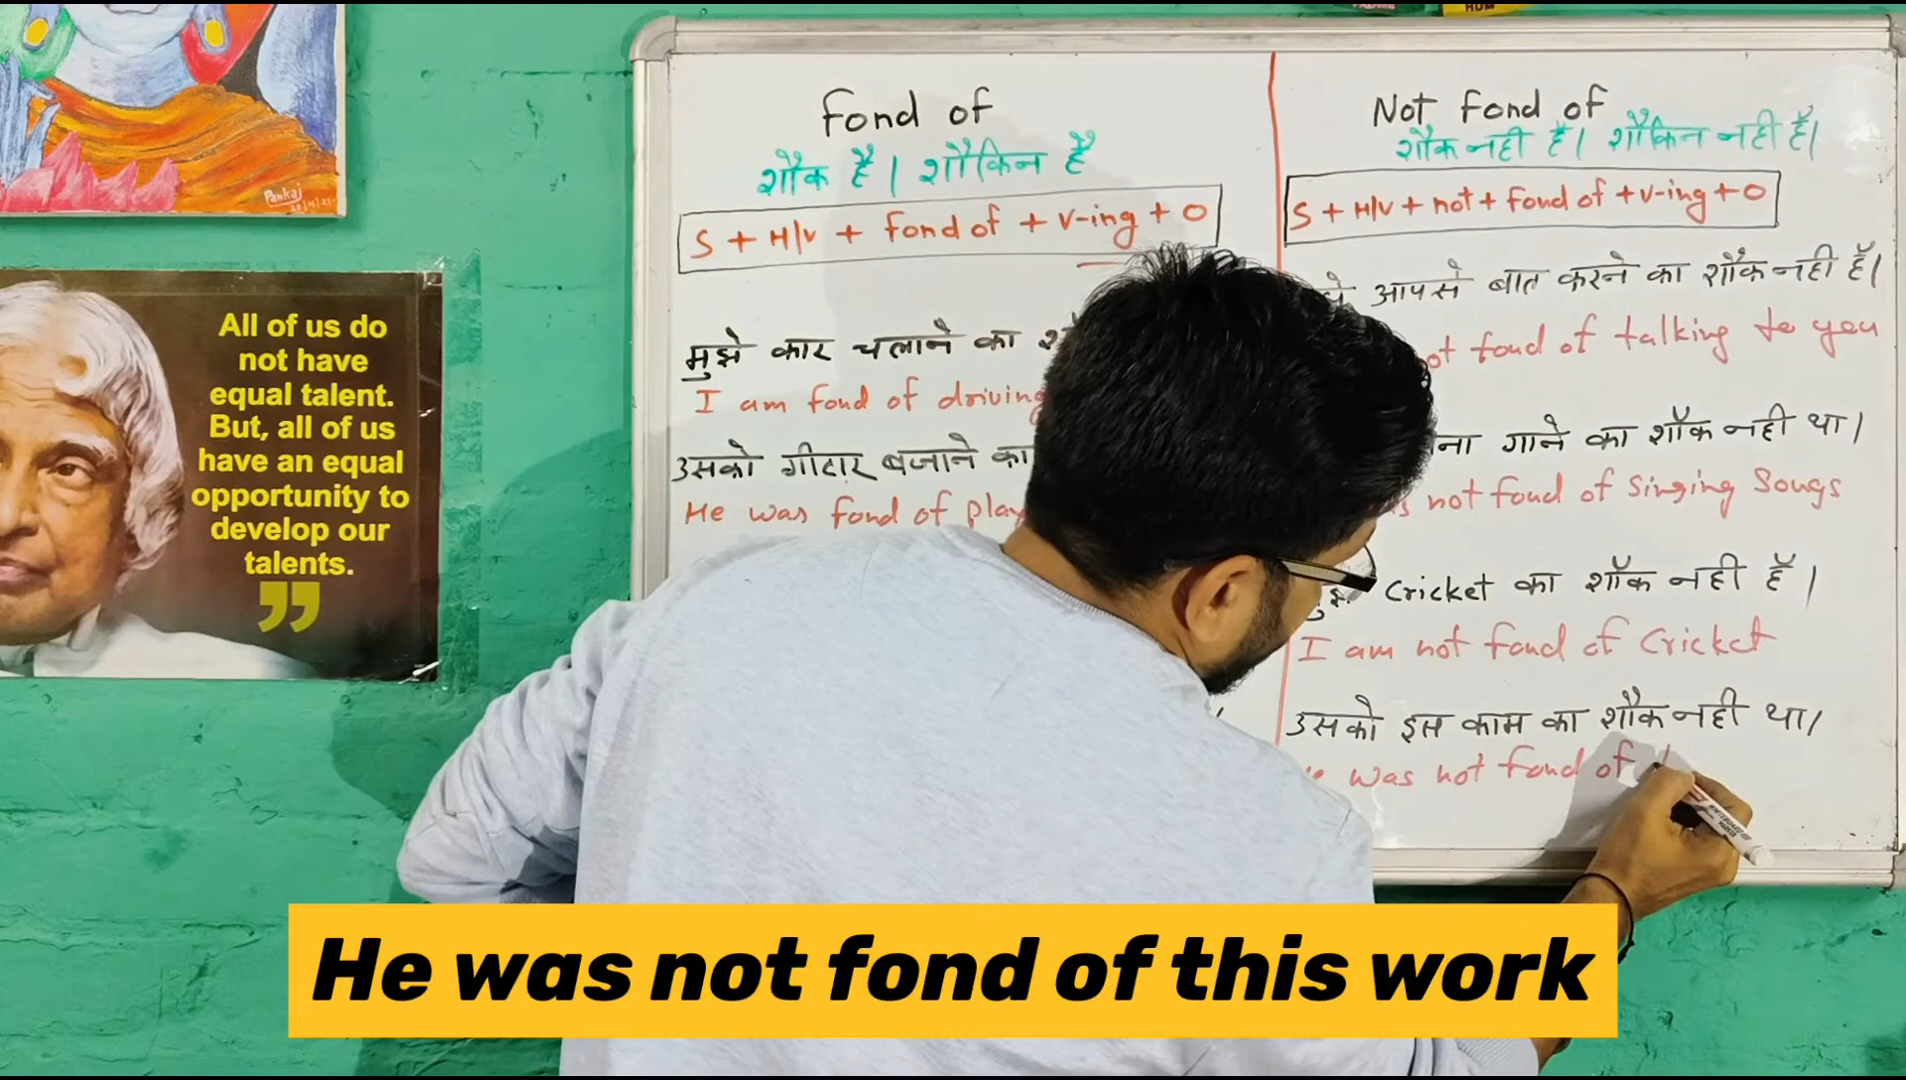 HUM
Pankaj
All of us do
not have
equal talent.
But, all of us
have an equal
opportunity to
develop our
talents.
”
Fond of
शौक है / शौकिन है
S + H/V + Fond of + V-ing + O
मुझे कार चलाने का
I am fond of driving
उसको गीटार बजाने का
He was fond of play
Not Fond of
शौक नही है / शौकिन नही है /
S + H/V + not + Fond of + V-ing + O
आपसे बात करने का शौक नही है /
not fond of talking to you
गाने का शौक नही था /
not fond of singing Songs
Cricket का शौक नही है /
I am not fond of Cricket
उसको इस काम का शौक नही था /
was not fond of
He was not fond of this work